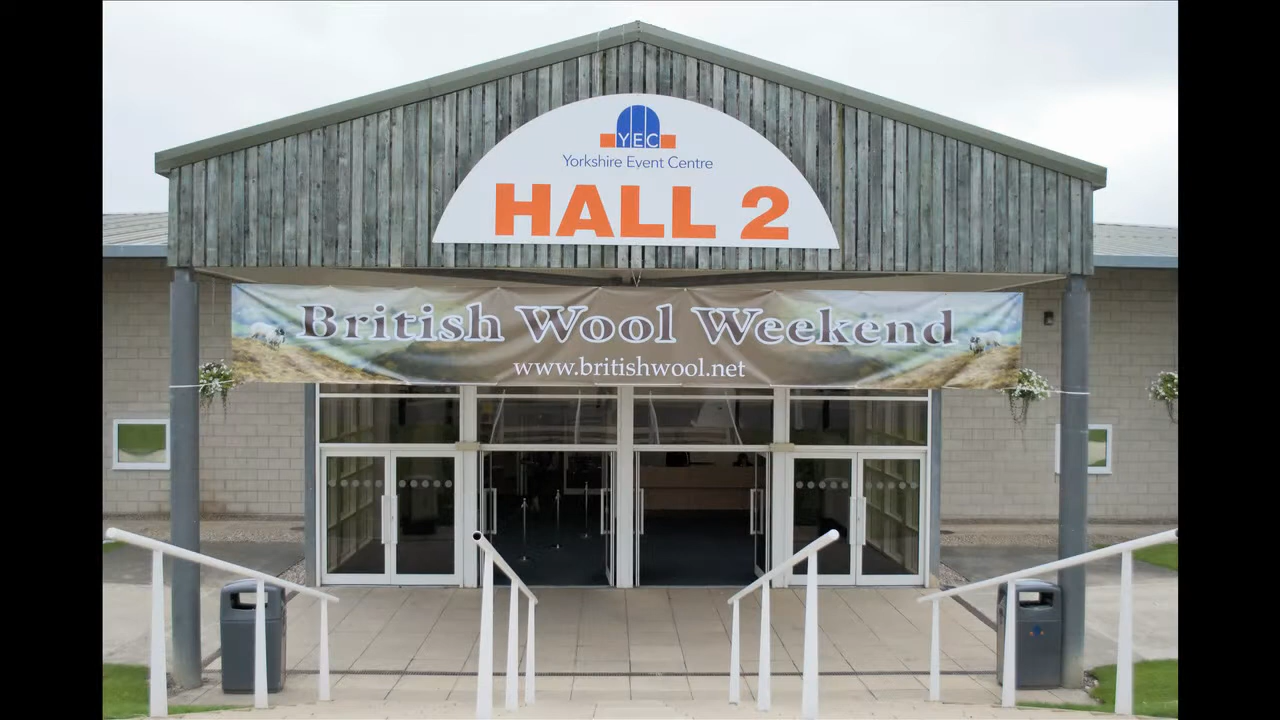 YEC
Yorkshire Event Centre
HALL 2
British Wool Weekend
www.britishwool.net